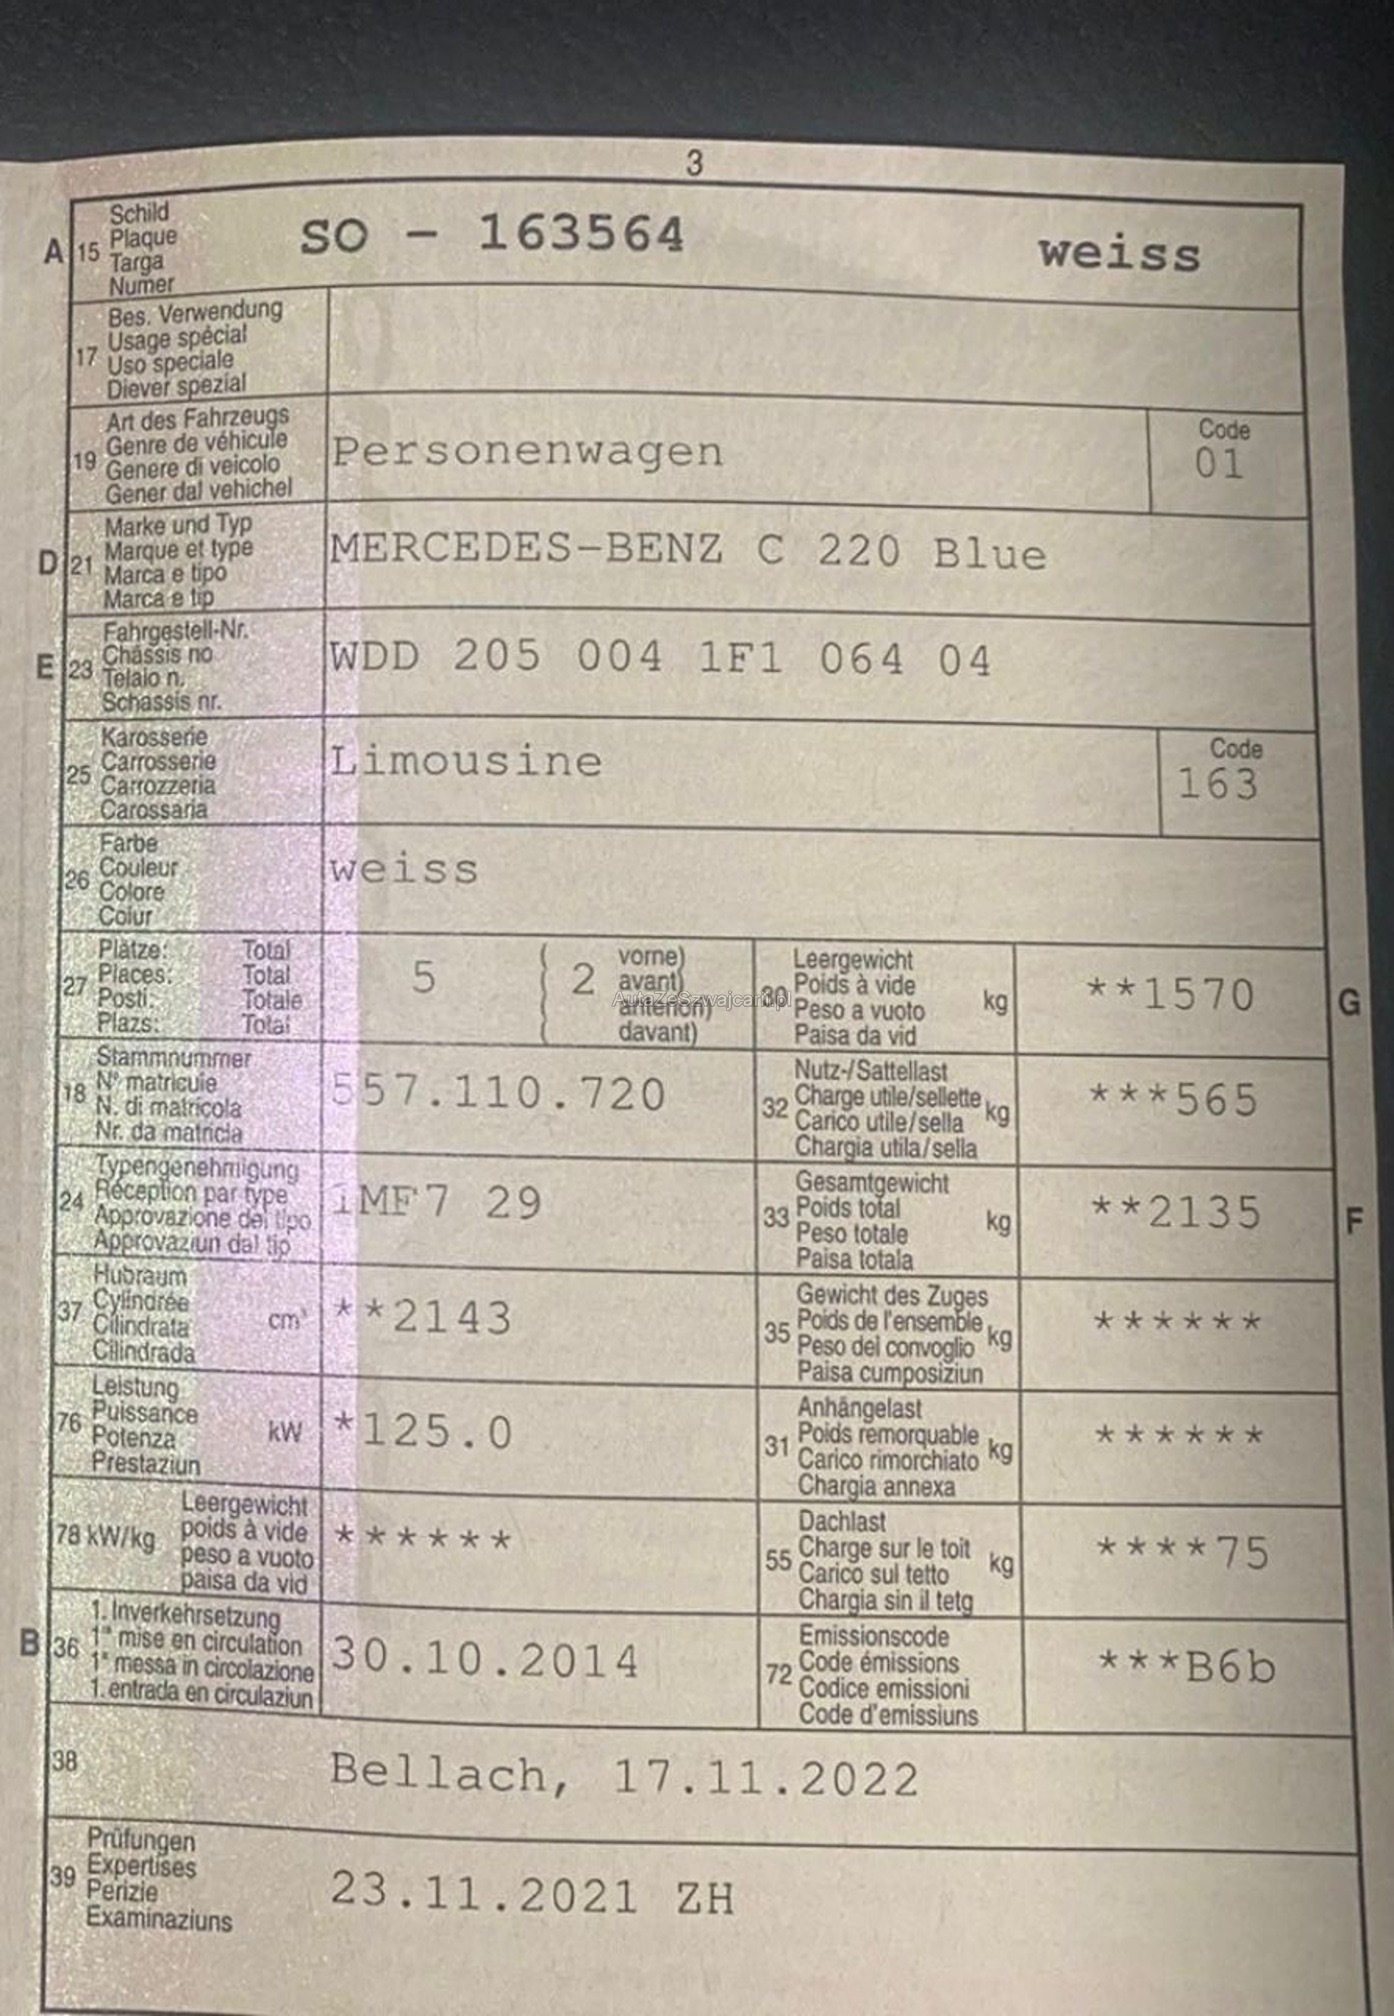 3
A 15 Schild
Plaque
Targa
Numer
SO - 163564 weiss
17 Bes. Verwendung
Usage spécial
Uso speciale
Diever spezial
19 Art des Fahrzeugs
Genre de véhicule
Genere di veicolo
Gener dal vehichel
Personenwagen
Code
01
D 21 Marke und Typ
Marque et type
Marca e tipo
Marca e tip
MERCEDES-BENZ C 220 Blue
E 23 Fahrgestell-Nr.
Châssis no
Telaio n.
Schassis nr.
WDD 205 004 1F1 064 04
25 Karosserie
Carrosserie
Carrozzeria
Carossaria
Limousine
Code
163
26 Farbe
Couleur
Colore
Colur
weiss
27 Plätze: Total
Places: Total
Posti: Totale
Plazs: Total
5 ( 2 vorne)
avant)
anteriori)
davant)
AutaZeSzwajcarii.pl
30 Leergewicht
Poids à vide
Peso a vuoto
Paisa da vid
kg **1570 G
18 Stammnummer
N° matricule
N. di matricola
Nr. da matricla
557.110.720
32 Nutz-/Sattellast
Charge utile/sellette
Carico utile/sella
Chargia utila/sella
kg ***565
24 Typengenehmigung
Réception par type
Approvazione del tipo
Approvaziun dal tip
1MF7 29
33 Gesamtgewicht
Poids total
Peso totale
Paisa totala
kg **2135 F
37 Hubraum
Cylindrée
Cilindrata
Cilindrada
cm³ **2143
35 Gewicht des Zuges
Poids de l'ensemble
Peso del convoglio
Paisa cumposiziun
kg ******
76 Leistung
Puissance
Potenza
Prestaziun
kW *125.0
31 Anhängelast
Poids remorquable
Carico rimorchiato
Chargia annexa
kg ******
78 kW/kg Leergewicht
poids à vide
peso a vuoto
paisa da vid
******
55 Dachlast
Charge sur le toit
Carico sul tetto
Chargia sin il tetg
kg ****75
B 36 1. Inverkehrsetzung
1ᵉ mise en circulation
1ᵃ messa in circolazione
1. entrada en circulaziun
30.10.2014
72 Emissionscode
Code émissions
Codice emissioni
Code d'emissiuns
***B6b
38 Bellach, 17.11.2022
39 Prüfungen
Expertises
Perizie
Examinaziuns
23.11.2021 ZH